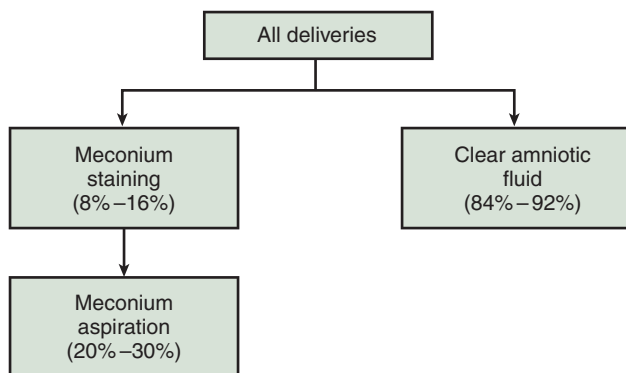 All deliveries
Meconium
staining
(8%–16%)
Clear amniotic
fluid
(84%–92%)
Meconium
aspiration
(20%–30%)